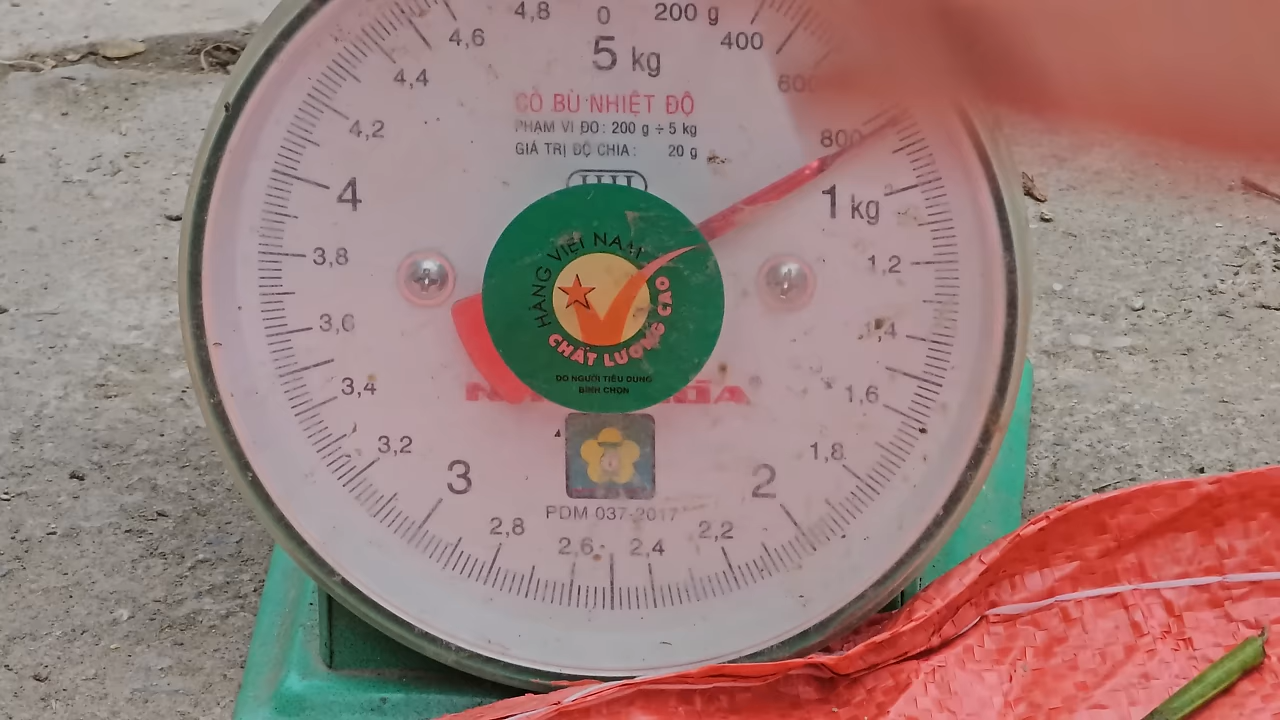 4,8 0 200 g
4,6 5 kg 400
4,4 600
CÒ BÙ NHIỆT ĐỘ
PHẠM VI ĐO: 200 g ÷ 5 kg
4,2 800
GIÁ TRỊ ĐỘ CHIA: 20 g
4 1 kg
HÀNG VIỆT NAM
3,8 1,2
3,6 1,4
CHẤT LƯỢNG CAO
DO NGƯỜI TIÊU DÙNG
BÌNH CHỌN
3,4 1,6
3,2 1,8
3 2
PDM 037-2017
2,8 2,6 2,4 2,2